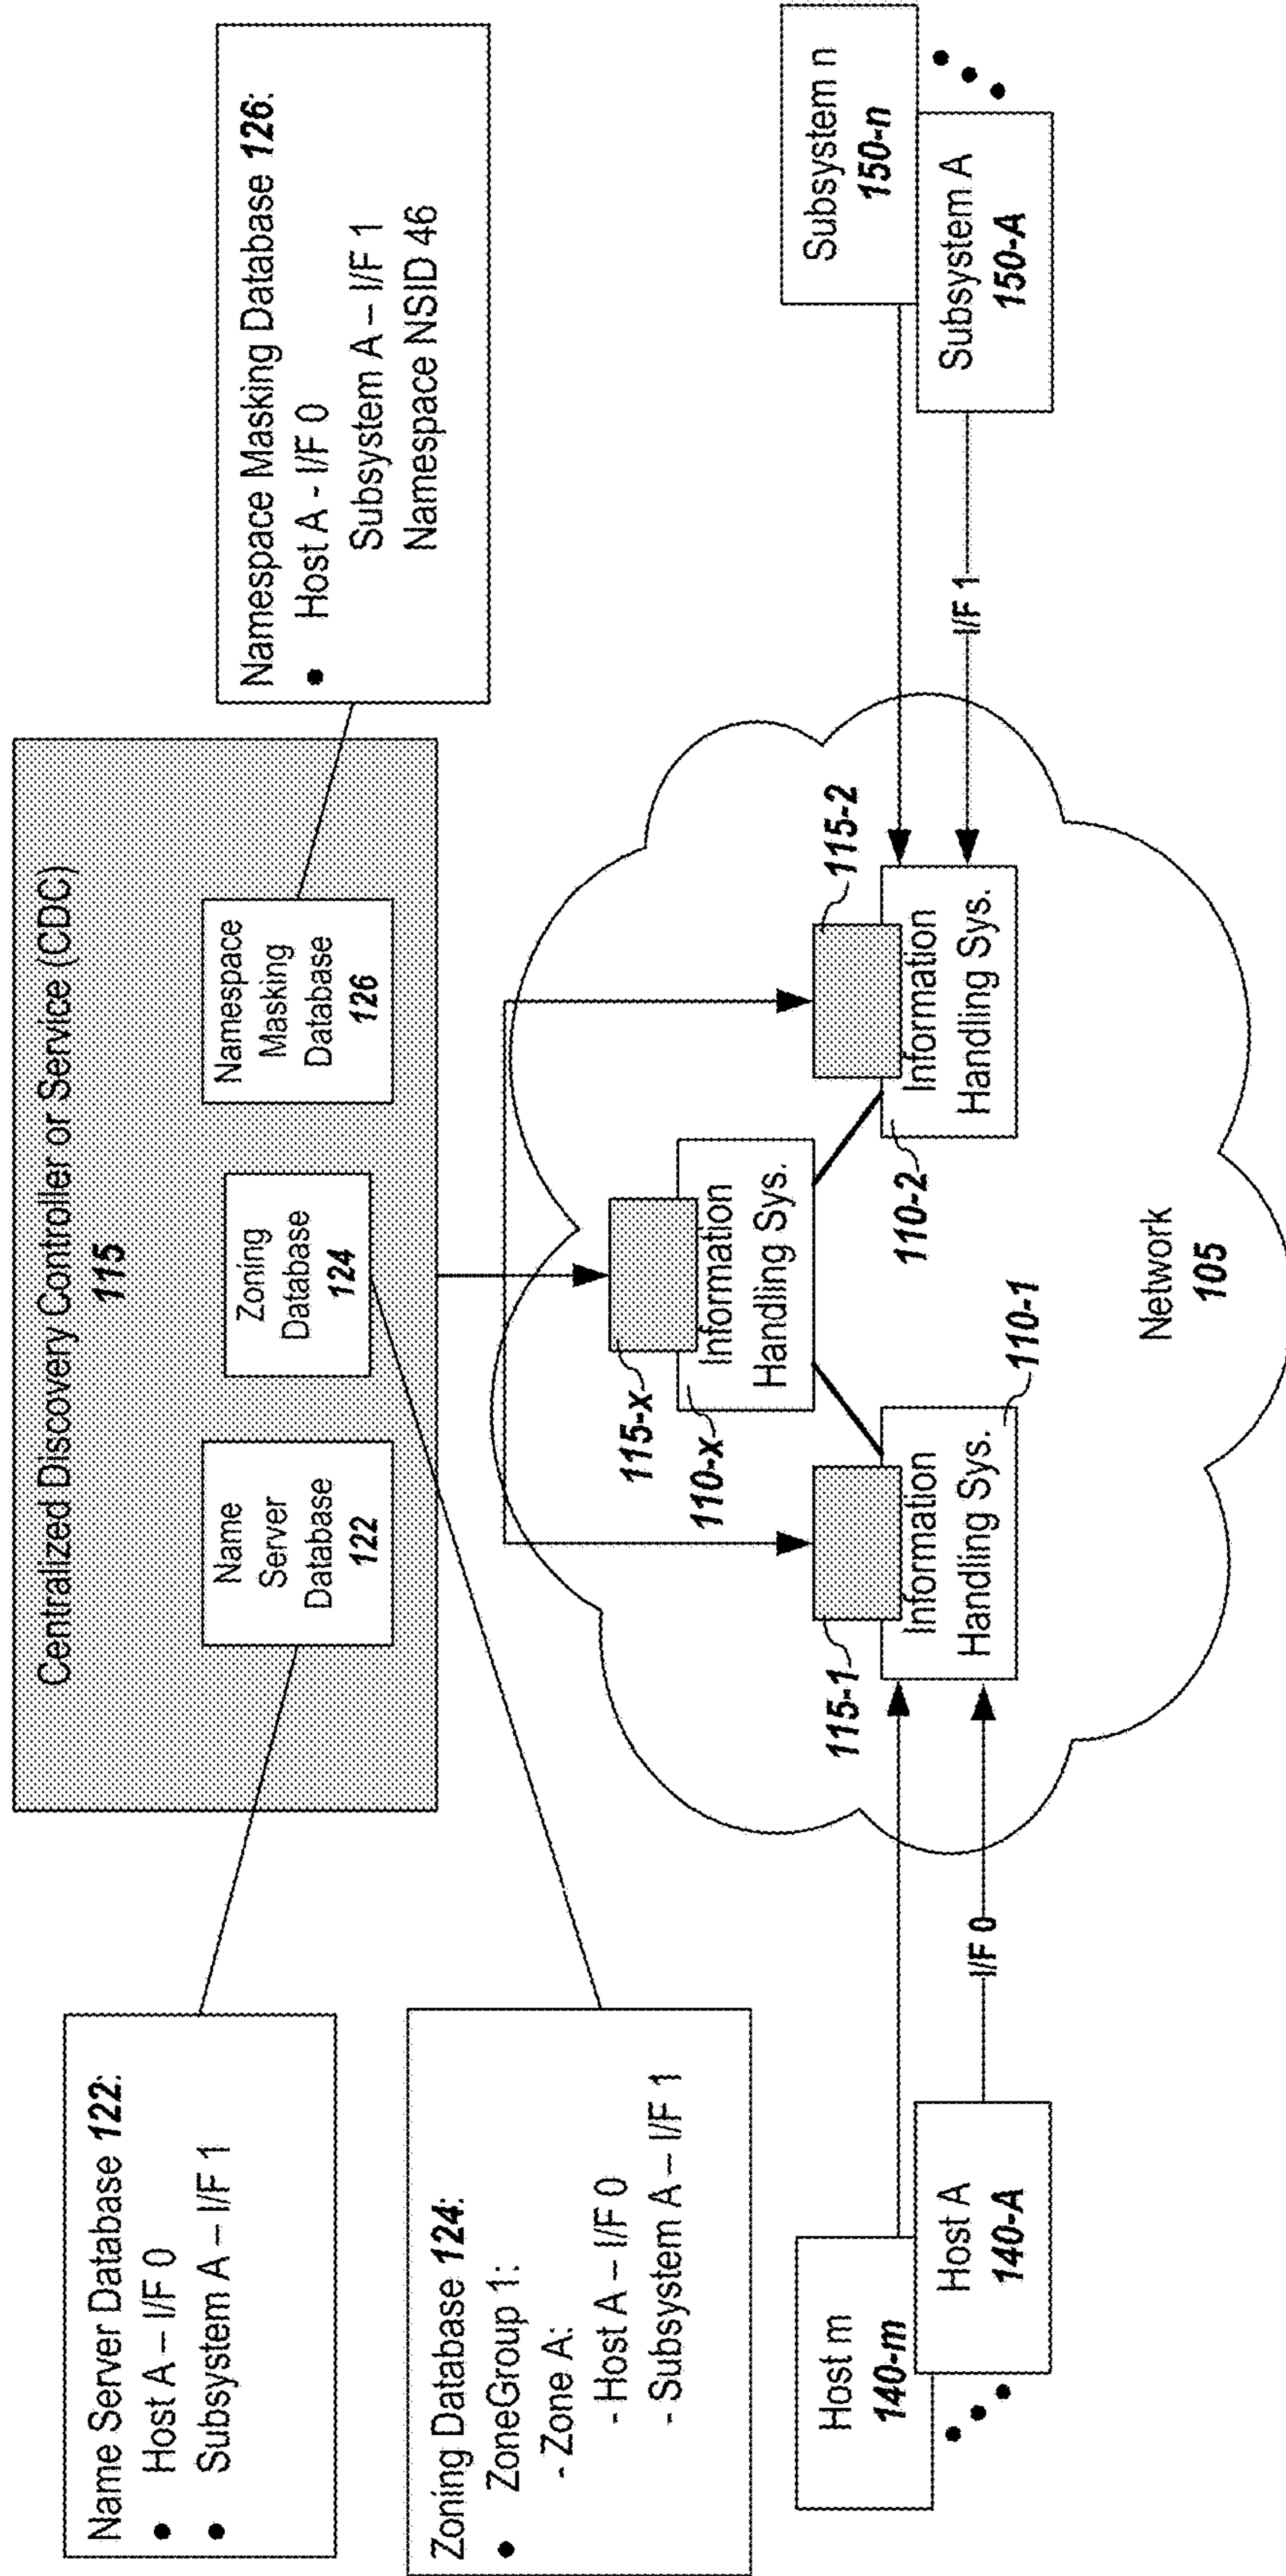 Centralized Discovery Controller or Service (CDC)
115
Name
Server
Database
122
Zoning
Database
124
Namespace
Masking
Database
126
Name Server Database 122:
• Host A – I/F 0
• Subsystem A – I/F 1
Zoning Database 124:
• ZoneGroup 1:
- Zone A:
- Host A – I/F 0
- Subsystem A – I/F 1
Namespace Masking Database 126:
• Host A - I/F 0
Subsystem A – I/F 1
Namespace NSID 46
115-x
110-x
Information
Handling Sys.
115-1
Information
Handling Sys.
110-1
115-2
Information
Handling Sys.
110-2
Network
105
Host m
140-m
Host A
140-A
I/F 0
I/F 1
Subsystem n
150-n
Subsystem A
150-A